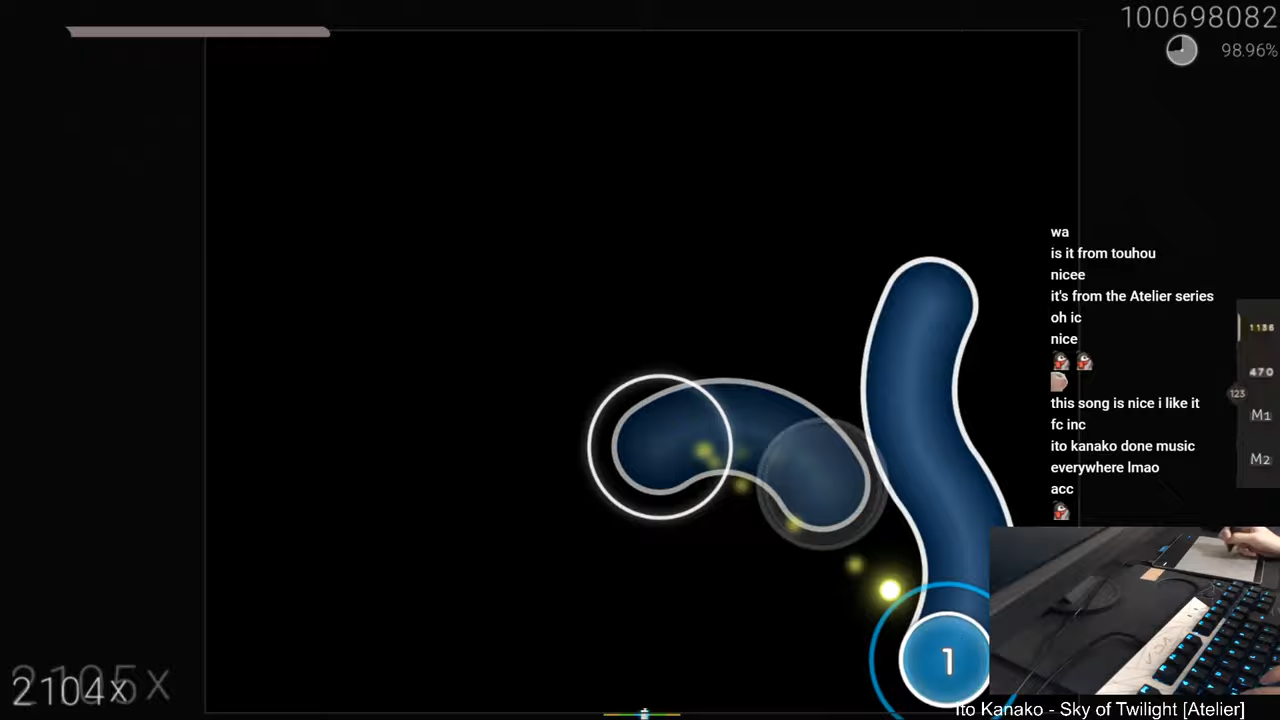 100698082
98.96%
wa
is it from touhou
nicee
it's from the Atelier series
oh ic
nice
this song is nice i like it
fc inc
ito kanako done music
everywhere lmao
acc
1136
470
123
M1
M2
1
2104x
Ito Kanako - Sky of Twilight [Atelier]